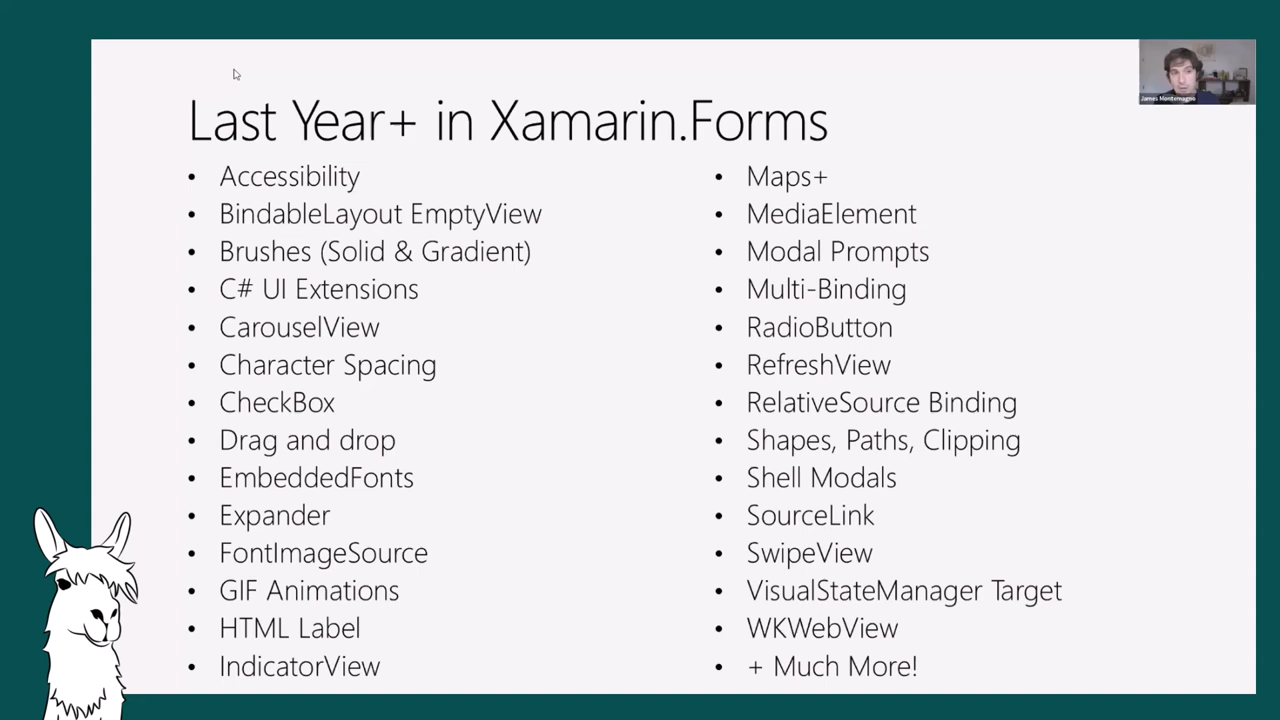 Last Year+ in Xamarin.Forms
• Accessibility
• BindableLayout EmptyView
• Brushes (Solid & Gradient)
• C# UI Extensions
• CarouselView
• Character Spacing
• CheckBox
• Drag and drop
• EmbeddedFonts
• Expander
• FontImageSource
• GIF Animations
• HTML Label
• IndicatorView
• Maps+
• MediaElement
• Modal Prompts
• Multi-Binding
• RadioButton
• RefreshView
• RelativeSource Binding
• Shapes, Paths, Clipping
• Shell Modals
• SourceLink
• SwipeView
• VisualStateManager Target
• WKWebView
• + Much More!
James Montemagno